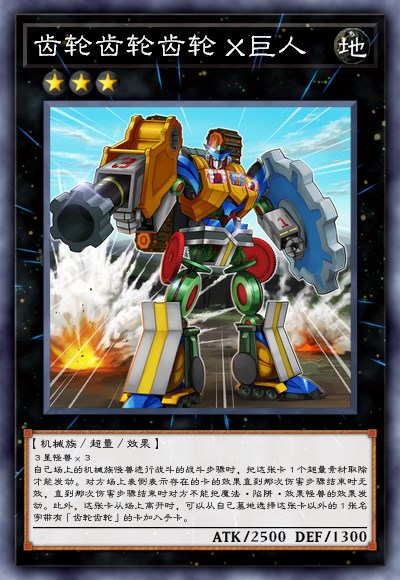 齿轮齿轮齿轮 X巨人
地
【机械族/超量/效果】
3星怪兽×3
自己场上的机械族怪兽进行战斗的战斗步骤时，把这张卡1个超量素材取除
才能发动。对方场上表侧表示存在的卡的效果直到那次伤害步骤结束时无
效，直到那次伤害步骤结束时对方不能把魔法·陷阱·效果怪兽的效果发
动。此外，这张卡从场上离开时，可以从自己墓地选择这张卡以外的1张名
字带有「齿轮齿轮」的卡加入手卡。
ATK/2500 DEF/1300
3
1